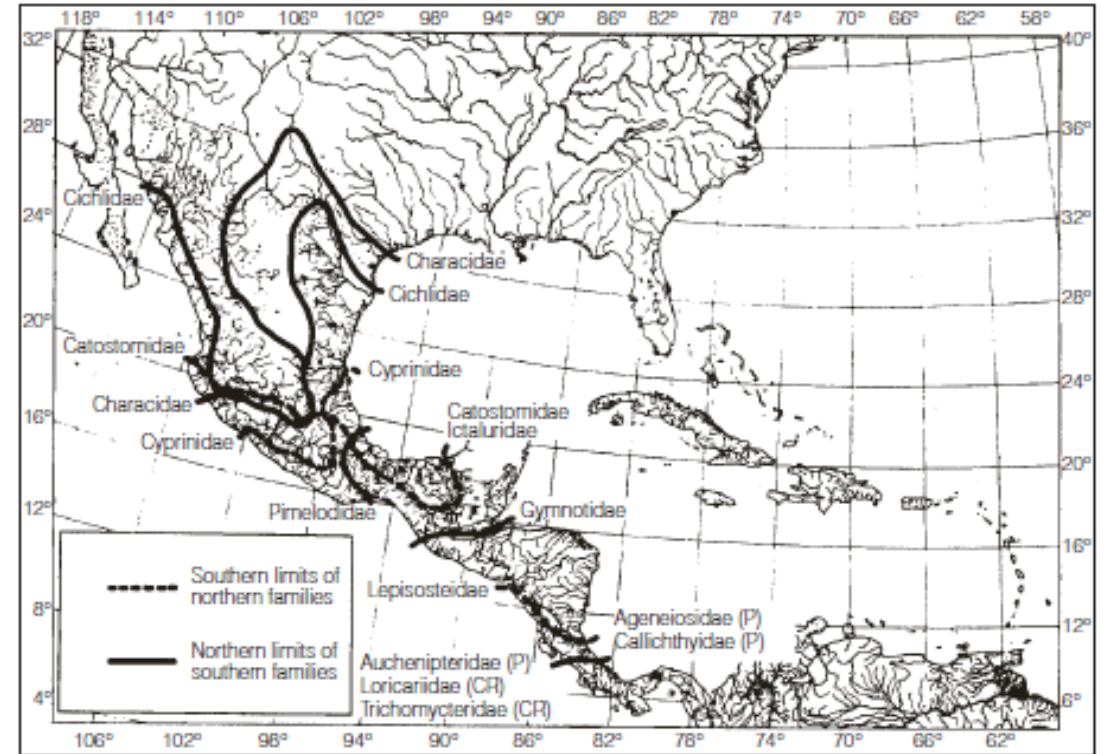 118° 114° 110° 106° 102° 98° 94° 90° 86° 82° 78° 74° 70° 66° 62° 58°
32°
40°
28°
36°
Cichlidae
24°
32°
Characidae
Cichlidae
28°
20°
Catostomidae
Cyprinidae
24°
Characidae
16°
Catostomidae
Ictaluridae
Cyprinidae
20°
12°
Pimelodidae
Gymnotidae
16°
Southern limits of
northern families
Lepisosteidae
8°
Ageneiosidae (P)
12°
Callichthyidae (P)
Northern limits of
southern families
Auchenipteridae (P)
Loricariidae (CR)
4°
Trichomycteridae (CR)
6°
106° 102° 98° 94° 90° 86° 82° 78° 74° 70° 66° 62°